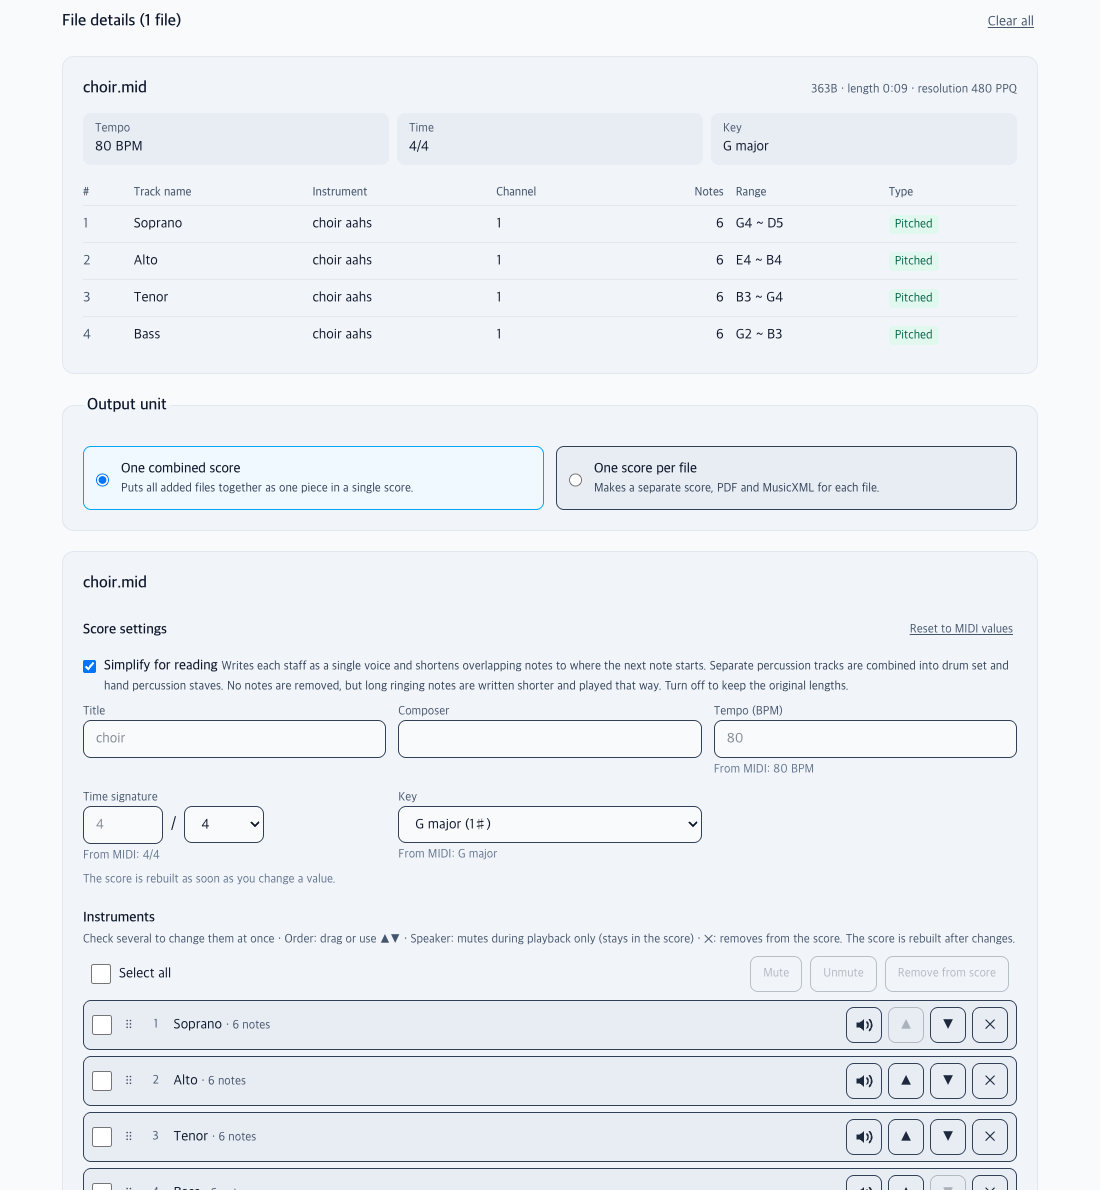 File details (1 file)
Clear all
choir.mid
363B · length 0:09 · resolution 480 PPQ
Tempo
80 BPM
Time
4/4
Key
G major
# Track name Instrument Channel Notes Range Type
1 Soprano choir aahs 1 6 G4 ~ D5 Pitched
2 Alto choir aahs 1 6 E4 ~ B4 Pitched
3 Tenor choir aahs 1 6 B3 ~ G4 Pitched
4 Bass choir aahs 1 6 G2 ~ B3 Pitched
Output unit
One combined score
Puts all added files together as one piece in a single score.
One score per file
Makes a separate score, PDF and MusicXML for each file.
choir.mid
Score settings
Reset to MIDI values
Simplify for reading Writes each staff as a single voice and shortens overlapping notes to where the next note starts. Separate percussion tracks are combined into drum set and
hand percussion staves. No notes are removed, but long ringing notes are written shorter and played that way. Turn off to keep the original lengths.
Title
choir
Composer
Tempo (BPM)
80
From MIDI: 80 BPM
Time signature
4 / 4
From MIDI: 4/4
Key
G major (1♯)
From MIDI: G major
The score is rebuilt as soon as you change a value.
Instruments
Check several to change them at once · Order: drag or use ▲▼ · Speaker: mutes during playback only (stays in the score) · ✕: removes from the score. The score is rebuilt after changes.
Select all
Mute
Unmute
Remove from score
1 Soprano · 6 notes
2 Alto · 6 notes
3 Tenor · 6 notes